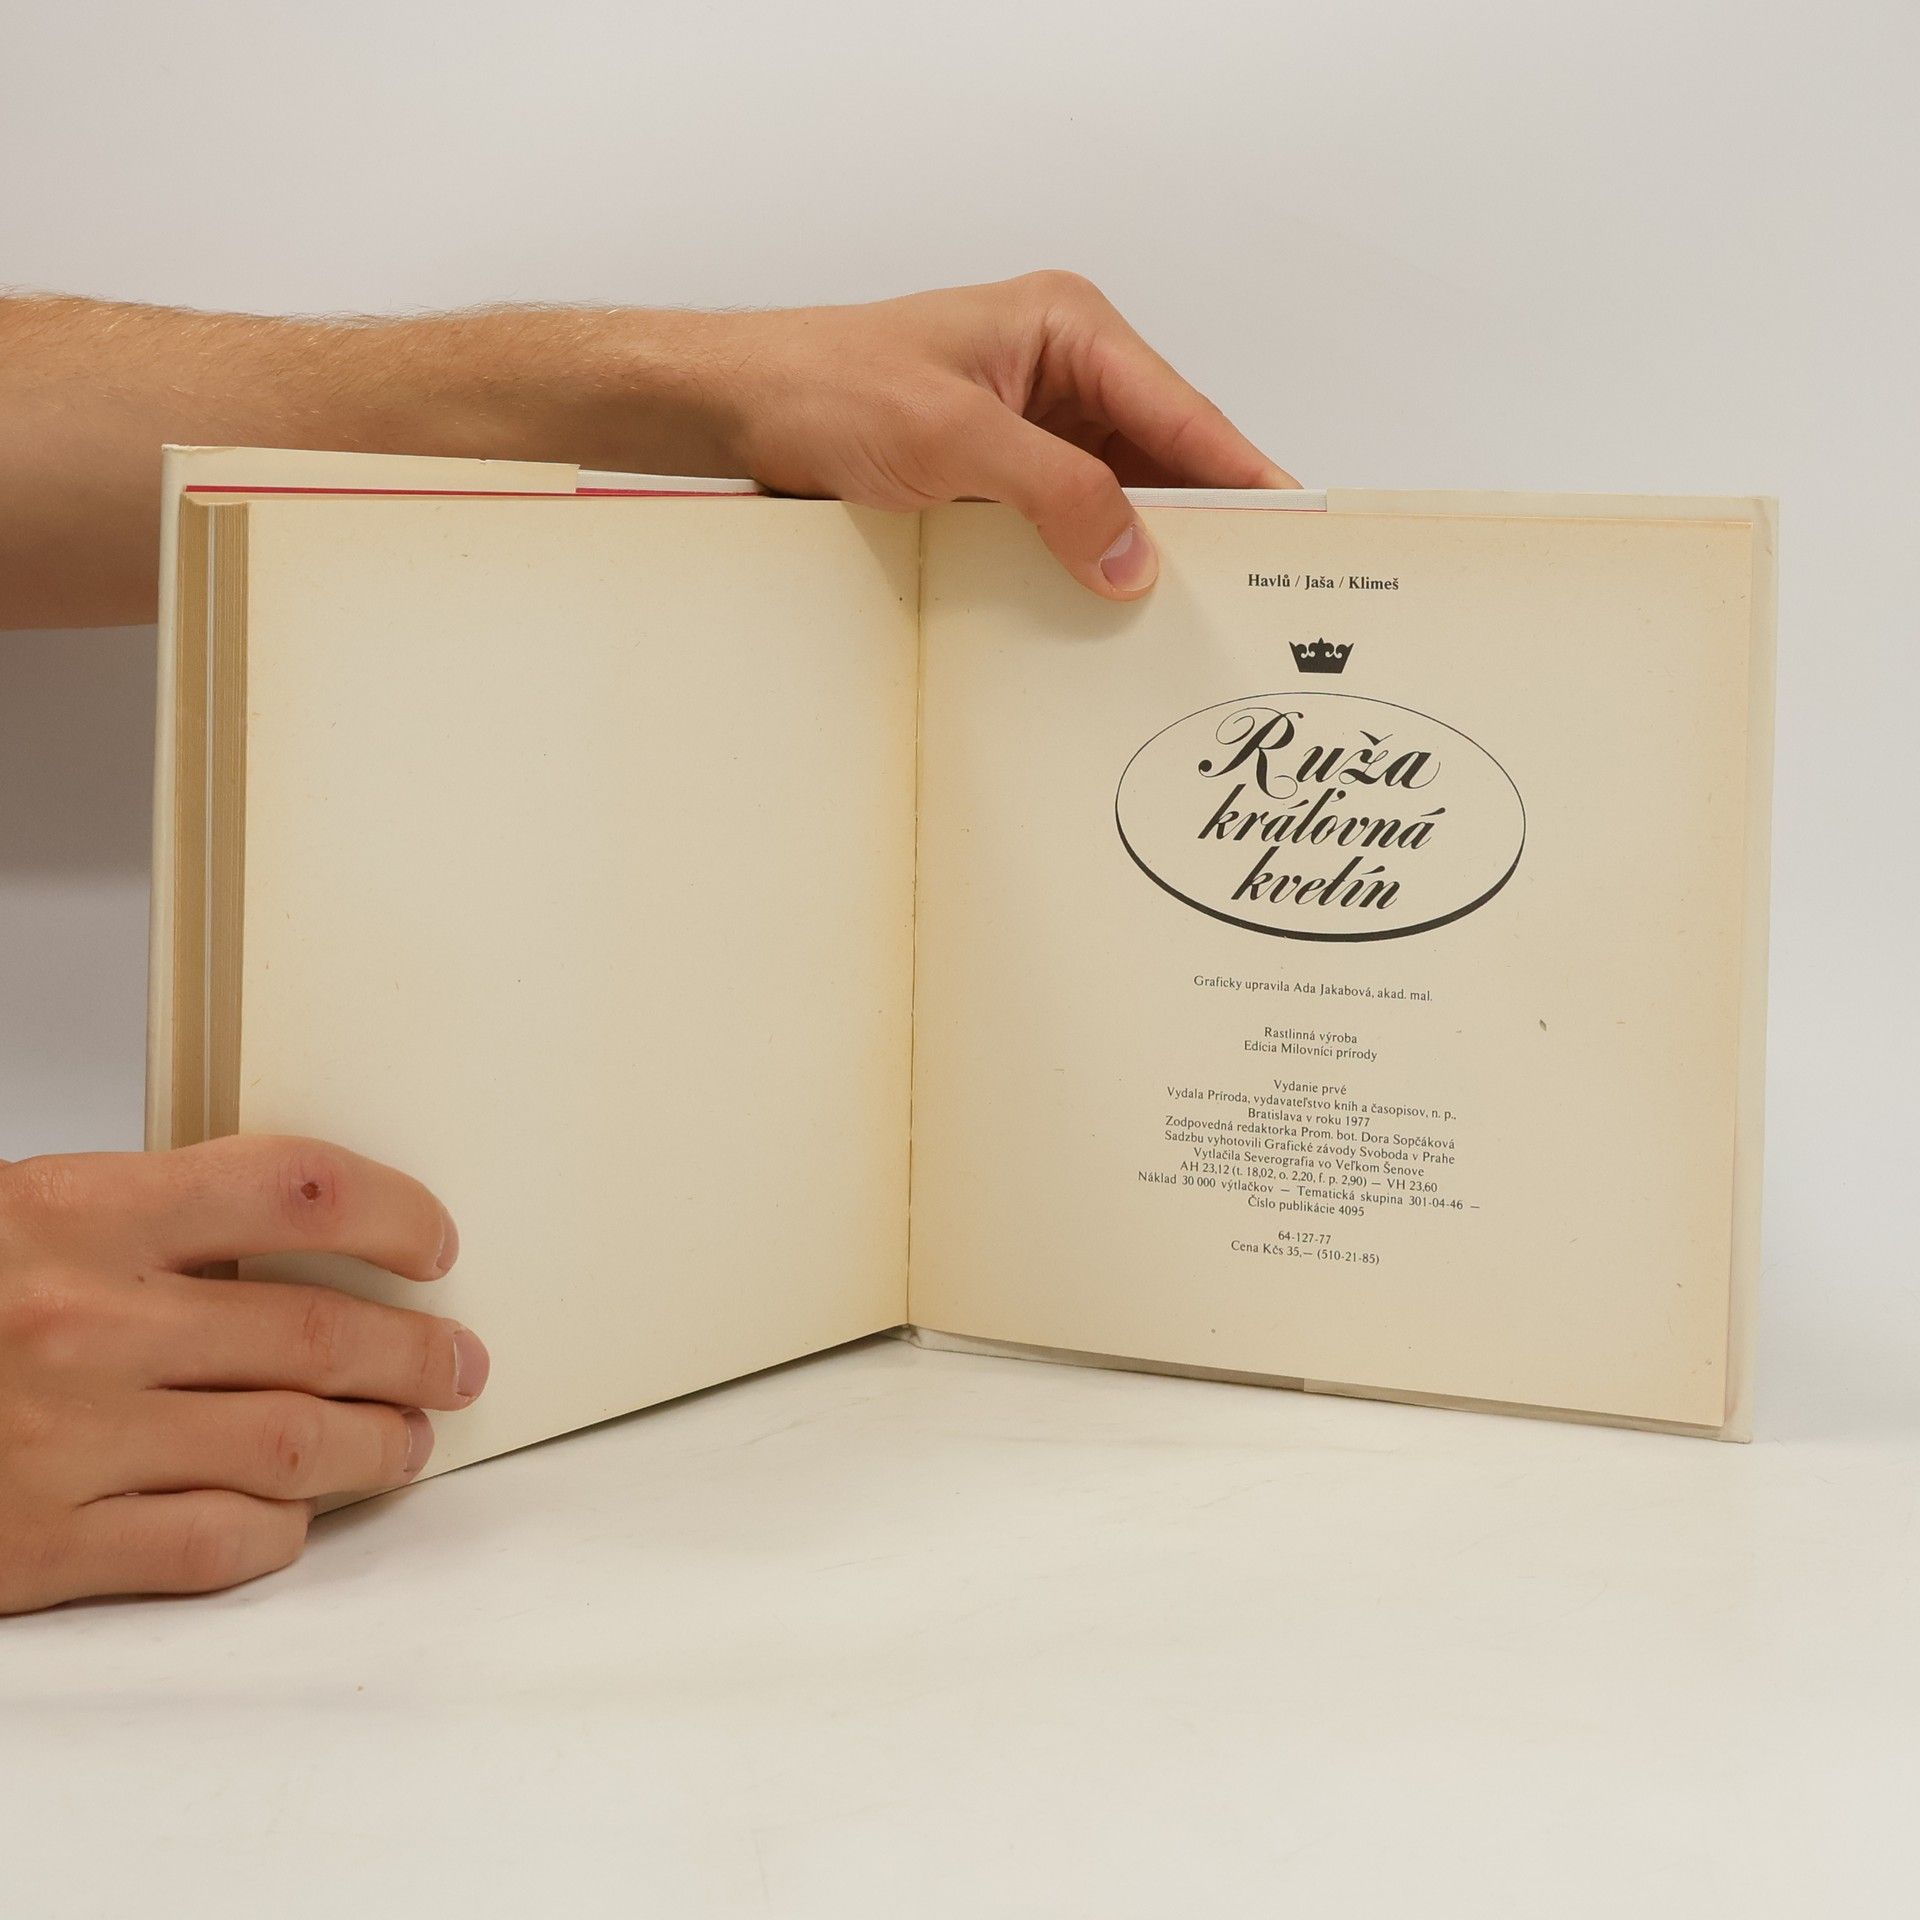 Havlů / Jaša / Klimeš
Ruža
kráľovná
kvetín
Graficky upravila Ada Jakabová, akad. mal.
Rastlinná výroba
Edícia Milovníci prírody
Vydanie prvé
Vydala Príroda, vydavateľstvo kníh a časopisov, n. p.,
Bratislava v roku 1977
Zodpovedná redaktorka Prom. bot. Dora Sopčáková
Sadzbu vyhotovili Grafické závody Svoboda v Prahe
Vytlačila Severografia vo Veľkom Šenove
AH 23,12 (t. 18,02, o. 2,20, f. p. 2,90) — VH 23,60
Náklad 30 000 výtlačkov — Tematická skupina 301-04-46 —
Číslo publikácie 4095
64-127-77
Cena Kčs 35,— (510-21-85)